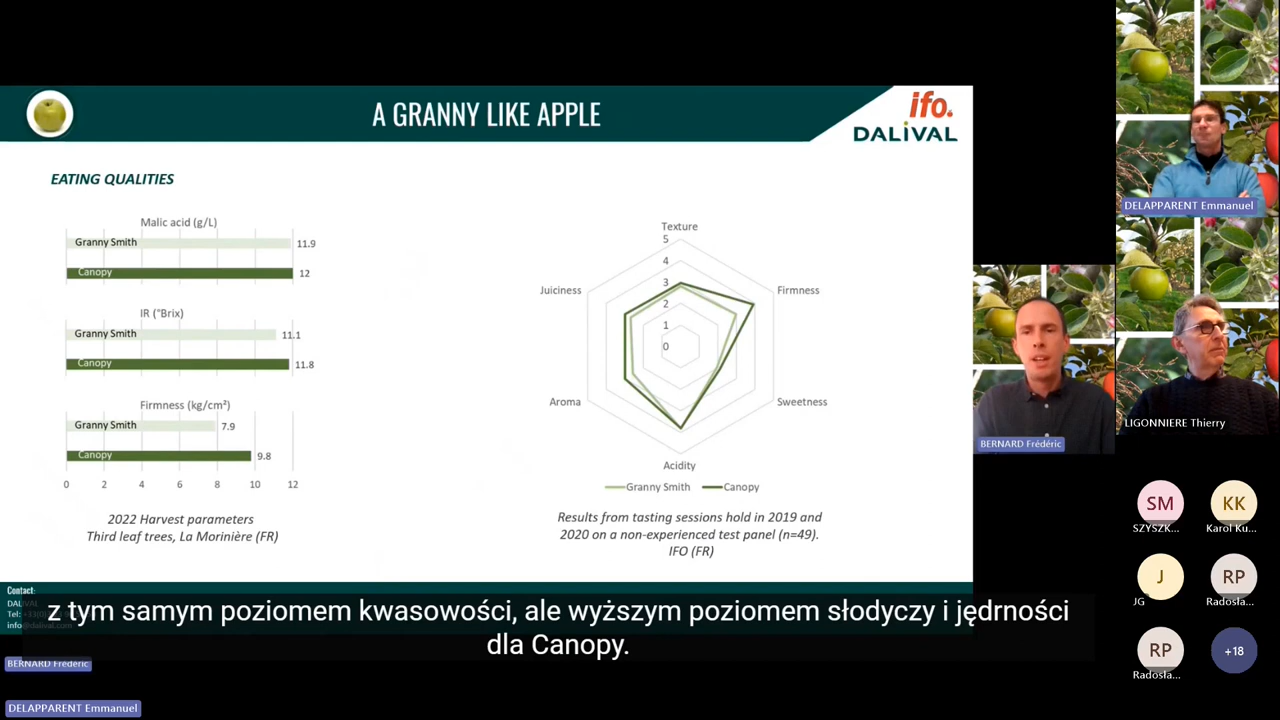 A GRANNY LIKE APPLE
ifo.
DALiVAL
EATING QUALITIES
Malic acid (g/L)
Granny Smith
11.9
Canopy
12
IR (°Brix)
Granny Smith
11.1
Canopy
11.8
Firmness (kg/cm²)
Granny Smith
7.9
Canopy
9.8
0 2 4 6 8 10 12
2022 Harvest parameters
Third leaf trees, La Morinière (FR)
Texture
5
4
3
2
1
0
Juiciness
Firmness
Aroma
Sweetness
Acidity
Granny Smith Canopy
Results from tasting sessions hold in 2019 and
2020 on a non-experienced test panel (n=49).
IFO (FR)
Contact:
z tym samym poziomem kwasowości, ale wyższym poziomem słodyczy i jędrności
dla Canopy.
BERNARD Frédéric
DELAPPARENT Emmanuel
DELAPPARENT Emmanuel
BERNARD Frédéric
LIGONNIERE Thierry
SM
SZYSZK...
KK
Karol Ku...
J
JG
RP
Radosła...
RP
Radosła...
+18